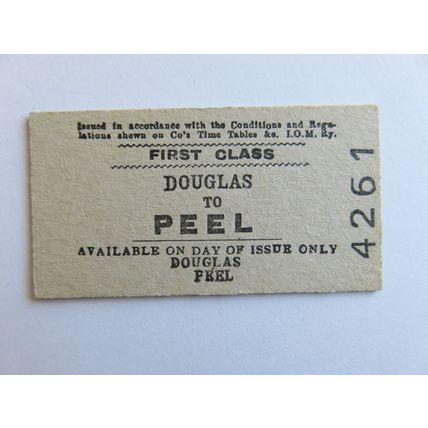 Issued in accordance with the Conditions and Regu-
lations shewn on Co's Time Tables &c. I.O.M. Ry.
FIRST CLASS
DOUGLAS
TO
PEEL
AVAILABLE ON DAY OF ISSUE ONLY
DOUGLAS
PEEL
4261